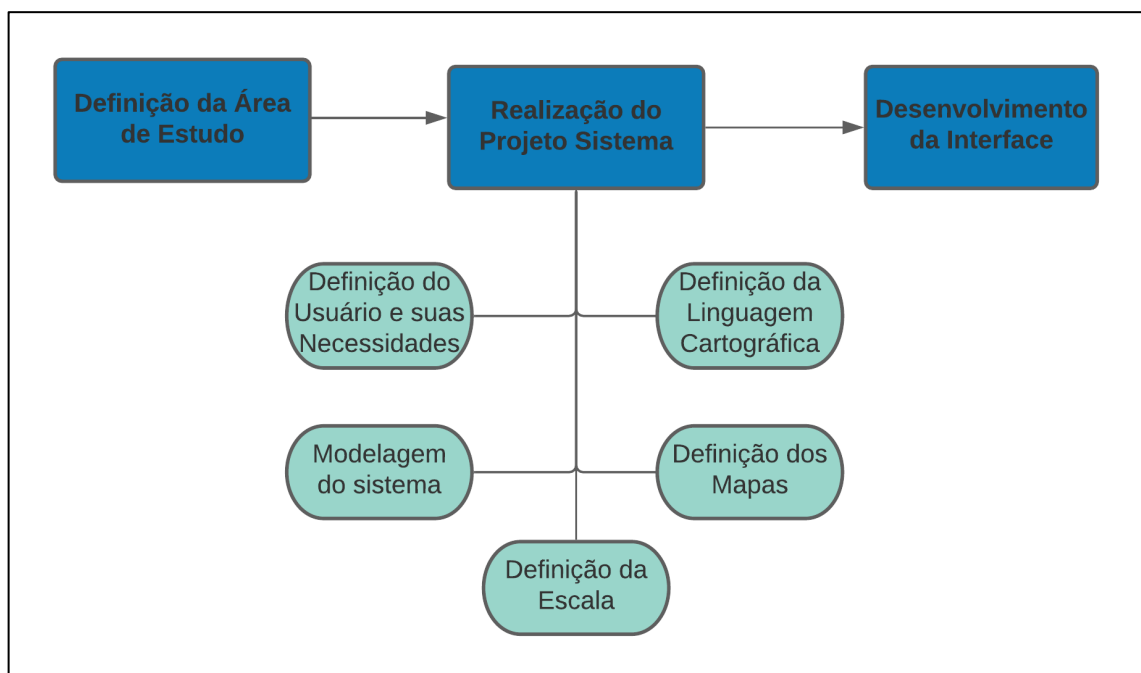 Definição da Área
de Estudo
Realização do
Projeto Sistema
Desenvolvimento
da Interface
Definição do
Usuário e suas
Necessidades
Definição da
Linguagem
Cartográfica
Modelagem
do sistema
Definição dos
Mapas
Definição da
Escala